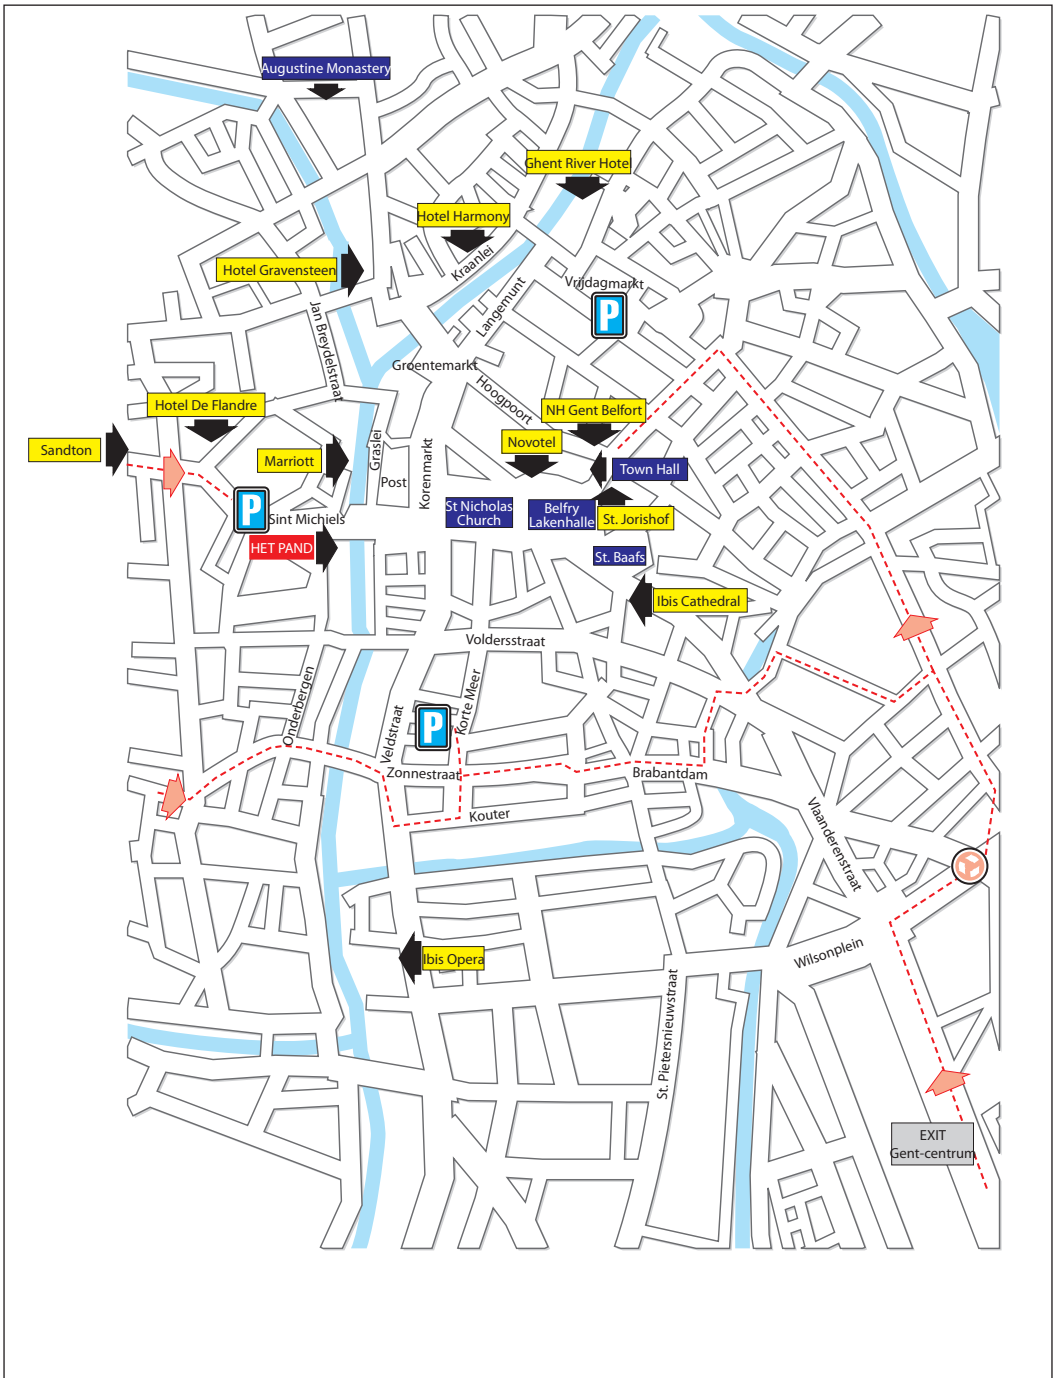 Augustine Monastery
Ghent River Hotel
Hotel Harmony
Kraanlei
Hotel Gravensteen
Vrijdagmarkt
P
Langemunt
Jan Breydelstraat
Groentemarkt
Hoogpoort
Hotel De Flandre
NH Gent Belfort
Sandton
Novotel
Marriott
Graslei
Town Hall
Post
Korenmarkt
P
Sint Michiels
St Nicholas
Church
Belfry
Lakenhalle
St. Jorishof
HET PAND
St. Baafs
Ibis Cathedral
Voldersstraat
Onderbergen
Veldstraat
P
Korte Meer
Zonnestraat
Brabantdam
Kouter
Vlaanderenstraat
Ibis Opera
Wilsonplein
St. Pietersnieuwstraat
EXIT
Gent-centrum